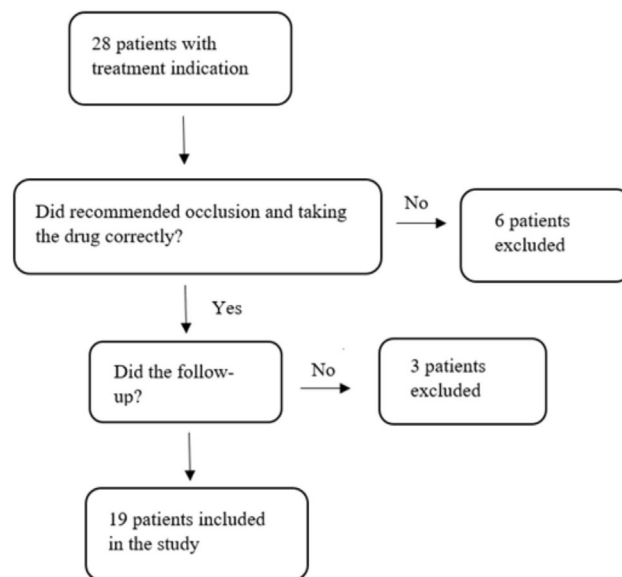 28 patients with
treatment indication
Did recommended occlusion and taking
the drug correctly?
No
6 patients
excluded
Yes
Did the follow-
up?
No
3 patients
excluded
19 patients included
in the study